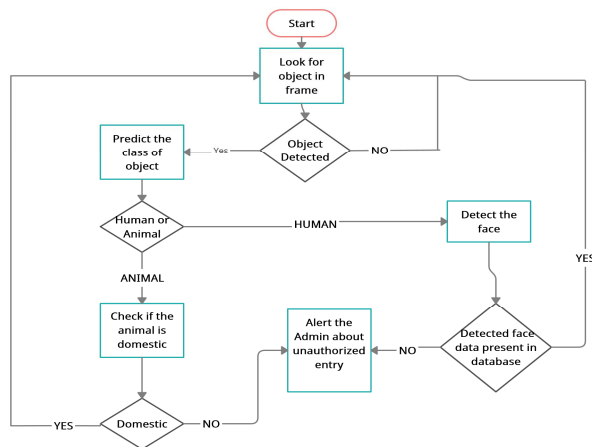 Start
Look for
object in
frame
Object
Detected
NO
Yes
Predict the
class of
object
Human or
Animal
HUMAN
Detect the
face
ANIMAL
YES
Check if the
animal is
domestic
Alert the
Admin about
unauthorized
entry
NO
Detected face
data present in
database
YES
Domestic
NO